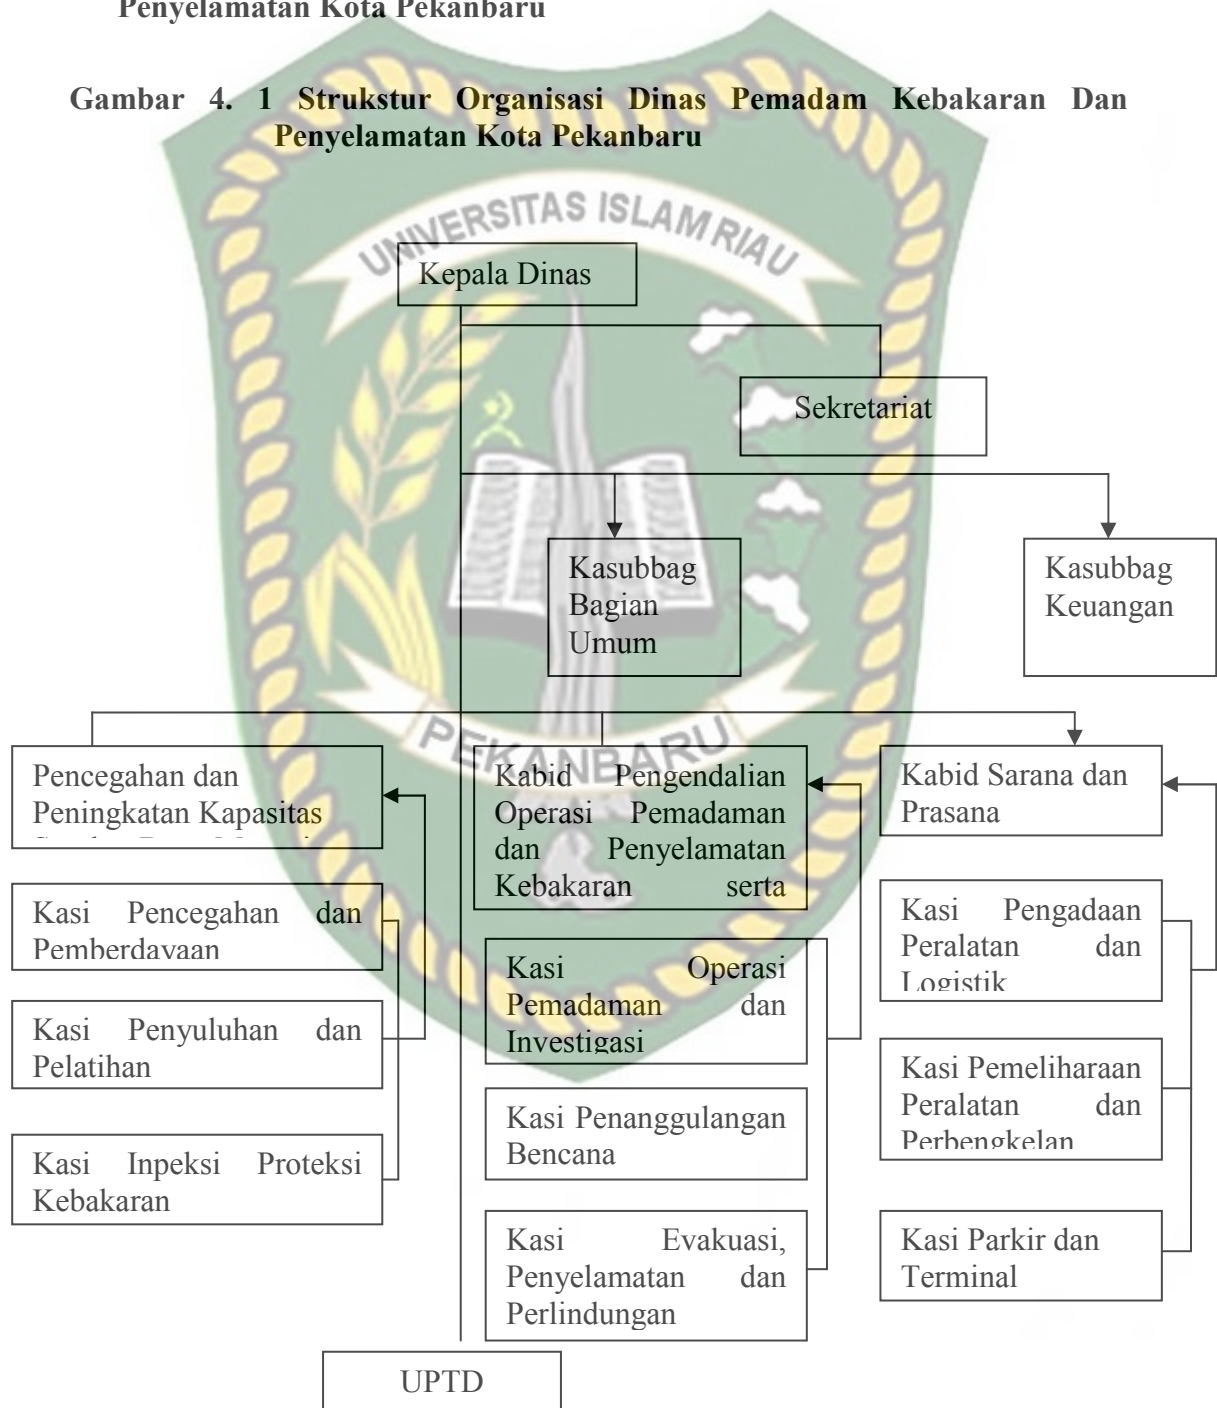 Penyelamatan Kota Pekanbaru
Gambar 4. 1 Strukstur Organisasi Dinas Pemadam Kebakaran Dan
Penyelamatan Kota Pekanbaru
UNIVERSITAS ISLAM RIAU
Kepala Dinas
Sekretariat
Kasubbag
Bagian
Umum
Kasubbag
Keuangan
PEKANBARU
Pencegahan dan
Peningkatan Kapasitas
Kabid Pengendalian
Operasi Pemadaman
dan Penyelamatan
Kebakaran serta
Kabid Sarana dan
Prasana
Kasi Pencegahan dan
Pemberdayaan
Kasi Penyuluhan dan
Pelatihan
Kasi Inpeksi Proteksi
Kebakaran
Kasi Operasi
Pemadaman dan
Investigasi
Kasi Penanggulangan
Bencana
Kasi Evakuasi,
Penyelamatan dan
Perlindungan
Kasi Pengadaan
Peralatan dan
Logistik
Kasi Pemeliharaan
Peralatan dan
Perbengkelan
Kasi Parkir dan
Terminal
UPTD